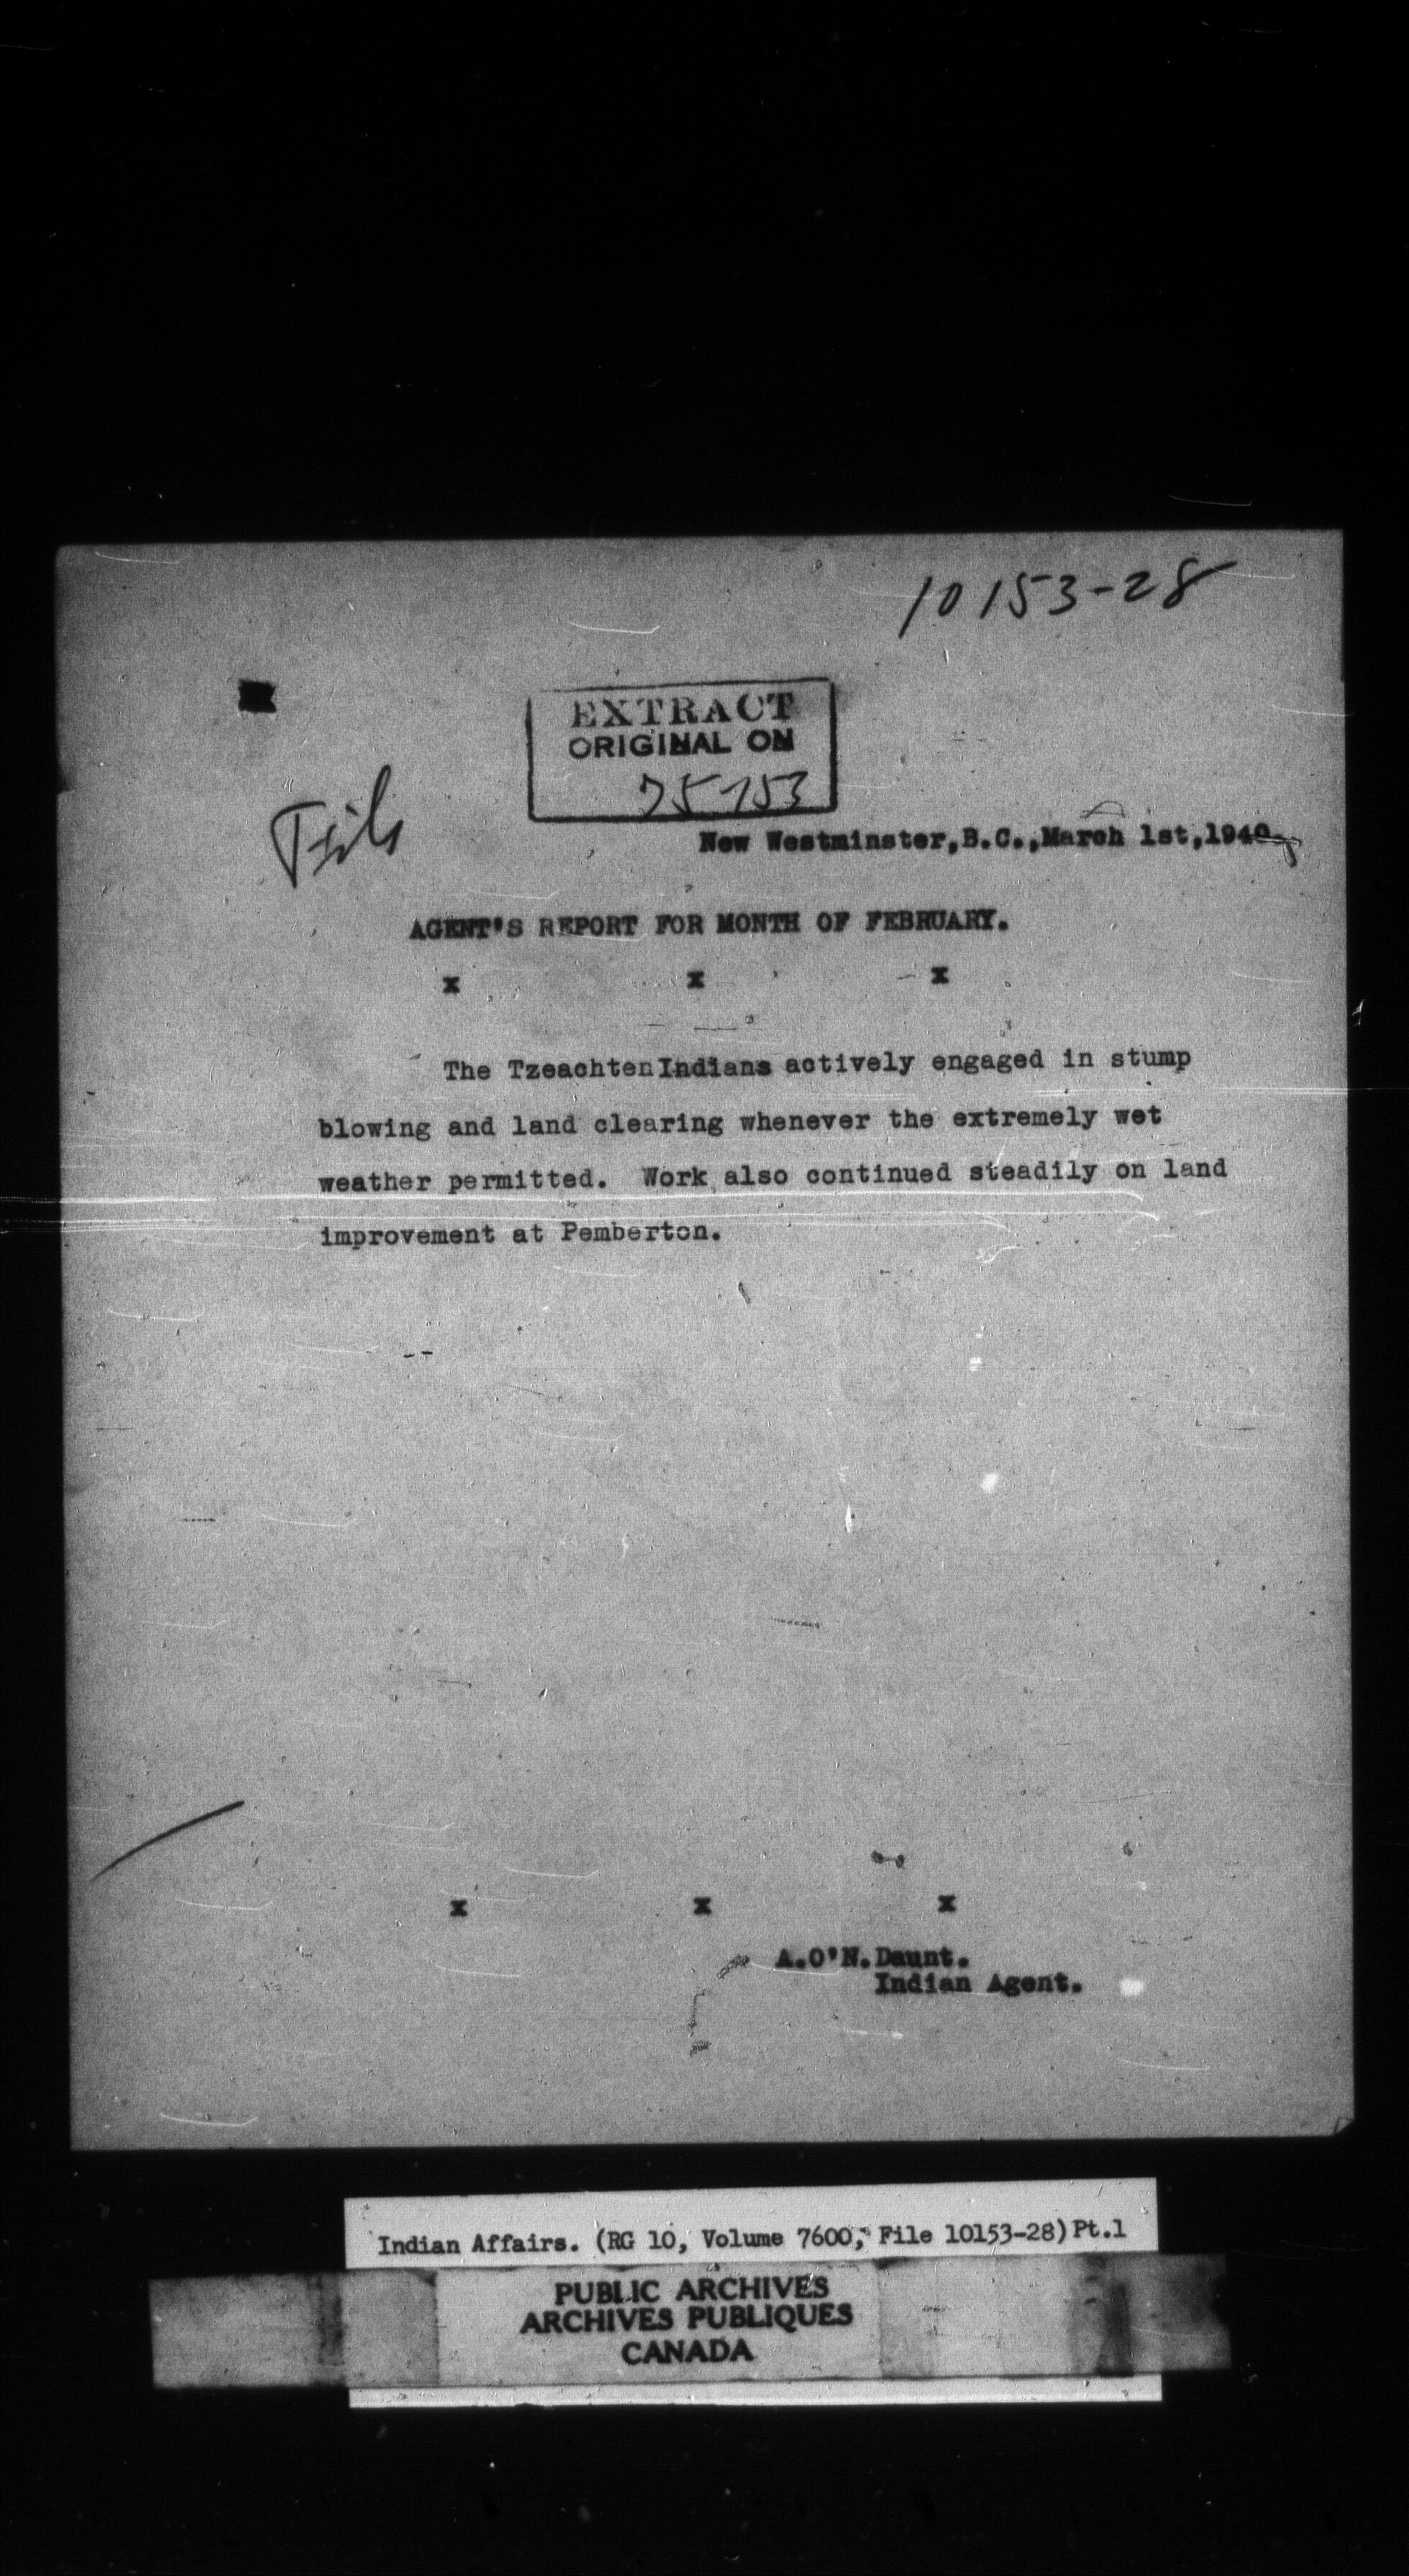 10153-28
EXTRACT
ORIGINAL ON
75153
File
New Westminster,B.C.,March 1st,1940.
AGENT'S REPORT FOR MONTH OF FEBRUARY.
x x x
The Tzeachten Indians actively engaged in stump
blowing and land clearing whenever the extremely wet
weather permitted. Work also continued steadily on land
improvement at Pemberton.
x x x
A.O'N.Daunt.
Indian Agent.
Indian Affairs. (RG 10, Volume 7600, File 10153-28) Pt.1
PUBLIC ARCHIVES
ARCHIVES PUBLIQUES
CANADA